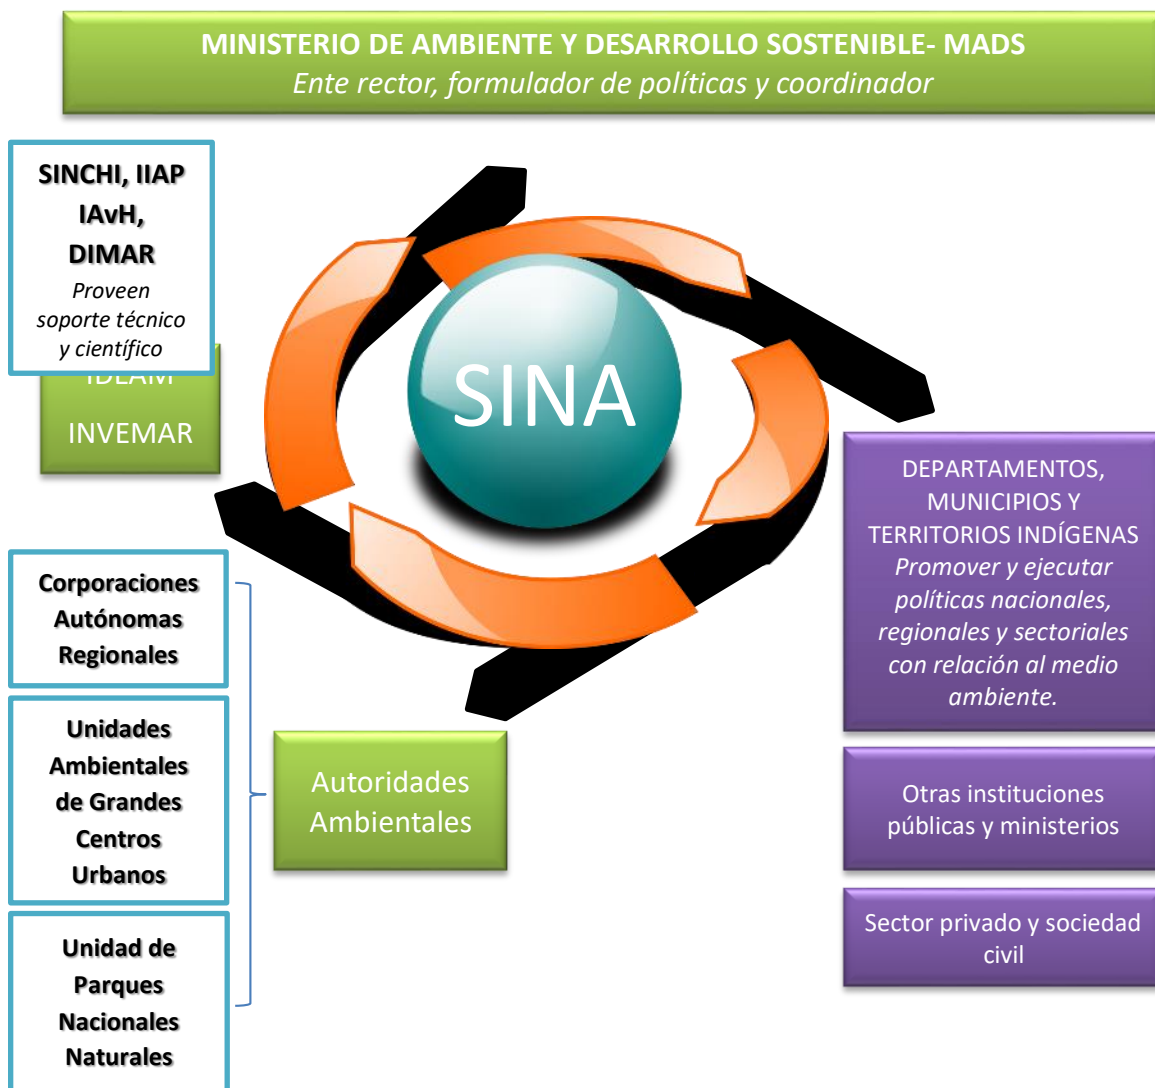 MINISTERIO DE AMBIENTE Y DESARROLLO SOSTENIBLE- MADS
Ente rector, formulador de políticas y coordinador
SINCHI, IIAP
IAvH,
DIMAR
Proveen
soporte técnico
y científico
IDEAM
INVEMAR
SINA
DEPARTAMENTOS,
MUNICIPIOS Y
TERRITORIOS INDÍGENAS
Promover y ejecutar
políticas nacionales,
regionales y sectoriales
con relación al medio
ambiente.
Corporaciones
Autónomas
Regionales
Unidades
Ambientales
de Grandes
Centros
Urbanos
Unidad de
Parques
Nacionales
Naturales
Autoridades
Ambientales
Otras instituciones
públicas y ministerios
Sector privado y sociedad
civil